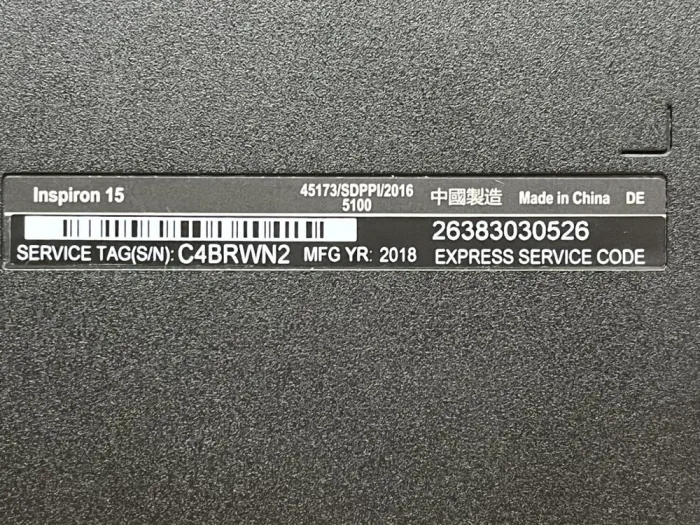 Inspiron 15
45173/SDPPI/2016
5100
中國製造 Made in China DE
26383030526
SERVICE TAG(S/N): C4BRWN2 MFG YR: 2018 EXPRESS SERVICE CODE